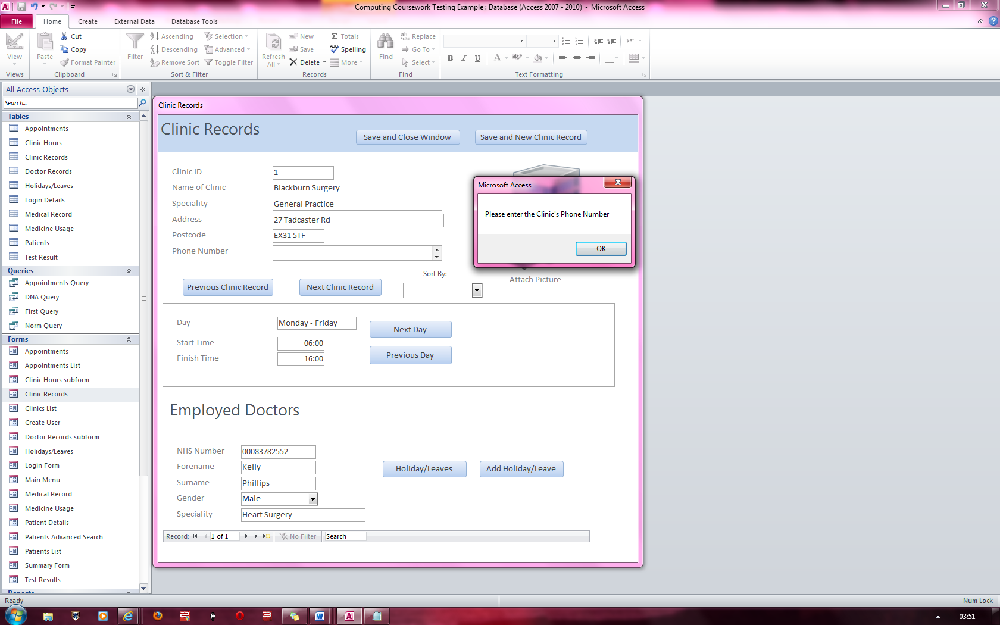 Computing Coursework Testing Example : Database (Access 2007 - 2010) - Microsoft Access
File Home Create External Data Database Tools
View
Views
Paste
Cut
Copy
Format Painter
Clipboard
Filter
Ascending
Descending
Remove Sort
Selection
Advanced
Toggle Filter
Sort & Filter
Refresh All
New
Save
Delete
Totals
Spelling
More
Records
Find
Replace
Go To
Select
Find
B I U A
Text Formatting
All Access Objects
Search...
Tables
Appointments
Clinic Hours
Clinic Records
Doctor Records
Holidays/Leaves
Login Details
Medical Record
Medicine Usage
Patients
Test Result
Queries
Appointments Query
DNA Query
First Query
Norm Query
Forms
Appointments
Appointments List
Clinic Hours subform
Clinic Records
Clinics List
Create User
Doctor Records subform
Holidays/Leaves
Login Form
Main Menu
Medical Record
Medicine Usage
Patient Details
Patients Advanced Search
Patients List
Summary Form
Test Results
Reports
Clinic Records
Clinic Records
Save and Close Window
Save and New Clinic Record
Clinic ID 1
Name of Clinic Blackburn Surgery
Speciality General Practice
Address 27 Tadcaster Rd
Postcode EX31 5TF
Phone Number
Microsoft Access
Please enter the Clinic's Phone Number
OK
Attach Picture
Sort By:
Previous Clinic Record
Next Clinic Record
Day Monday - Friday
Start Time 06:00
Finish Time 16:00
Next Day
Previous Day
Employed Doctors
NHS Number 00083782552
Forename Kelly
Surname Phillips
Gender Male
Speciality Heart Surgery
Holiday/Leaves
Add Holiday/Leave
Record: 1 of 1 No Filter Search
Ready
Num Lock
03:51